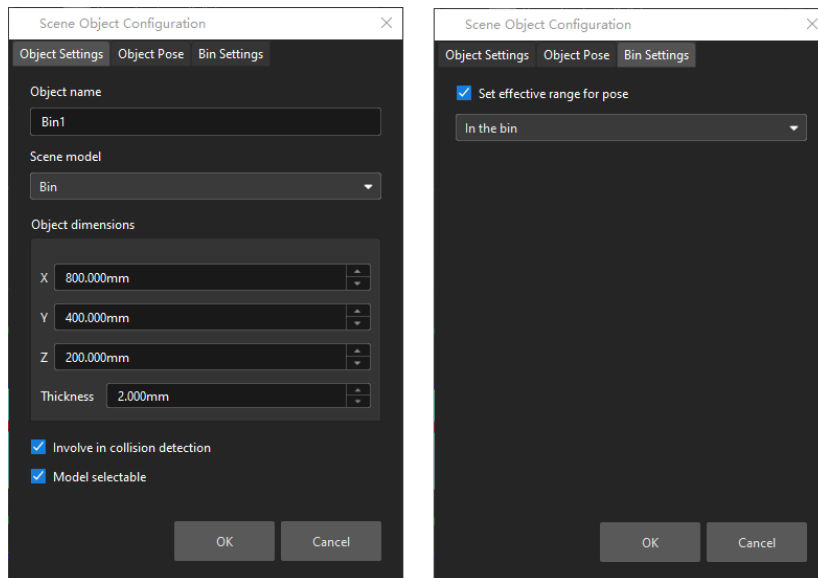 Scene Object Configuration
Object Settings Object Pose Bin Settings
Object name
Bin1
Scene model
Bin
Object dimensions
X 800.000mm
Y 400.000mm
Z 200.000mm
Thickness 2.000mm
Involve in collision detection
Model selectable
OK Cancel
Scene Object Configuration
Object Settings Object Pose Bin Settings
Set effective range for pose
In the bin
OK Cancel